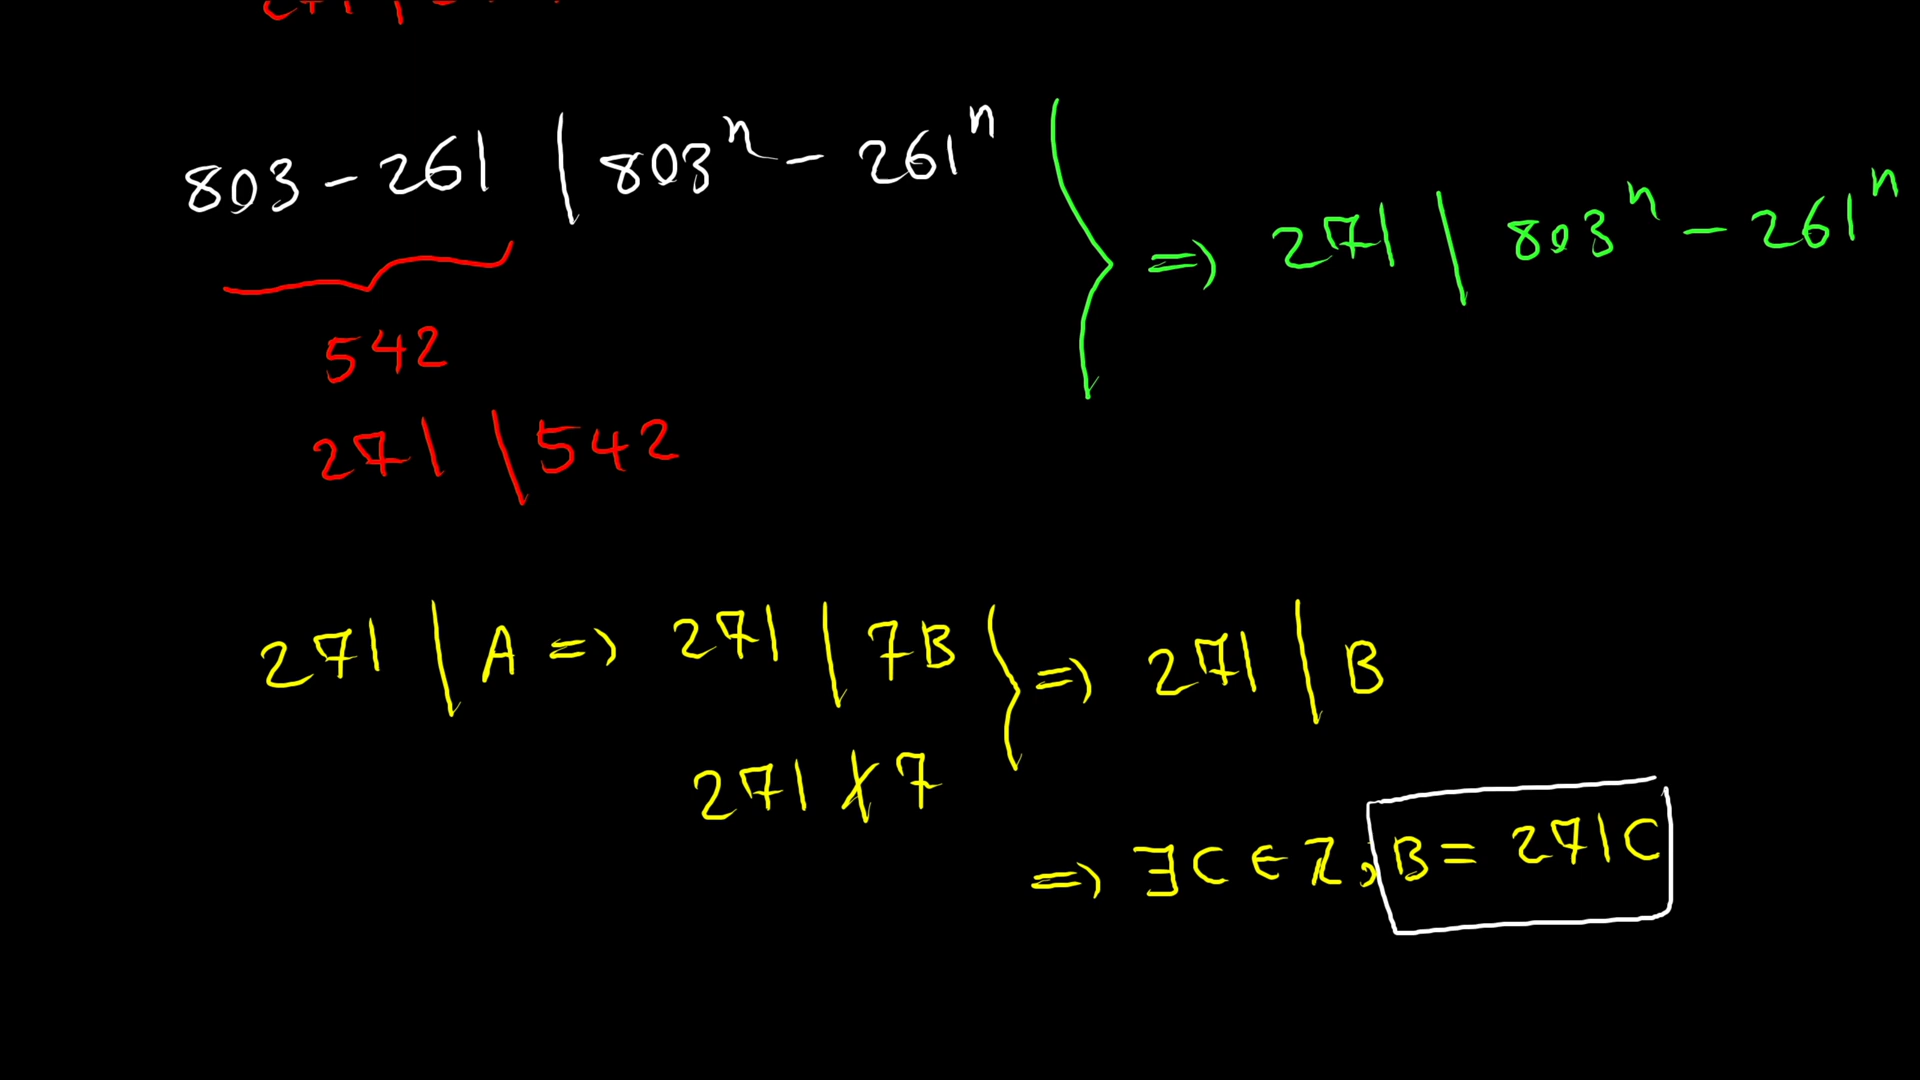 803 - 261 | 803ⁿ - 261ⁿ
⇒ 271 | 803ⁿ - 261ⁿ
542
271 | 542
271 | A ⇒ 271 | 7B ⇒ 271 | B
271 ∤ 7
⇒ ∃ C ∈ ℤ, B = 271C